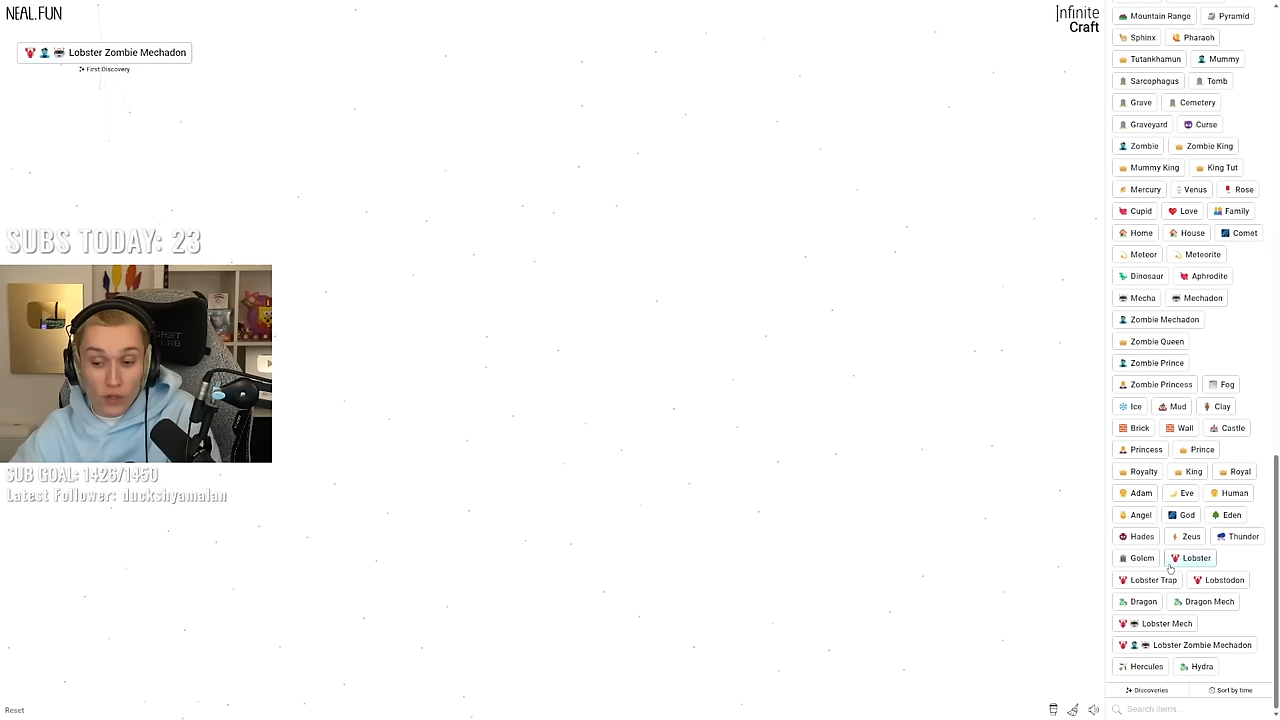 NEAL.FUN
Infinite
Craft
Lobster Zombie Mechadon
First Discovery
SUBS TODAY: 23
SUB GOAL: 1426/1450
Latest Follower: duckshyamalan
Reset
Mountain Range Pyramid
Sphinx Pharaoh
Tutankhamun Mummy
Sarcophagus Tomb
Grave Cemetery
Graveyard Curse
Zombie Zombie King
Mummy King King Tut
Mercury Venus Rose
Cupid Love Family
Home House Comet
Meteor Meteorite
Dinosaur Aphrodite
Mecha Mechadon
Zombie Mechadon
Zombie Queen
Zombie Prince
Zombie Princess Fog
Ice Mud Clay
Brick Wall Castle
Princess Prince
Royalty King Royal
Adam Eve Human
Angel God Eden
Hades Zeus Thunder
Golem Lobster
Lobster Trap Lobstodon
Dragon Dragon Mech
Lobster Mech
Lobster Zombie Mechadon
Hercules Hydra
Discoveries Sort by time
Search items...